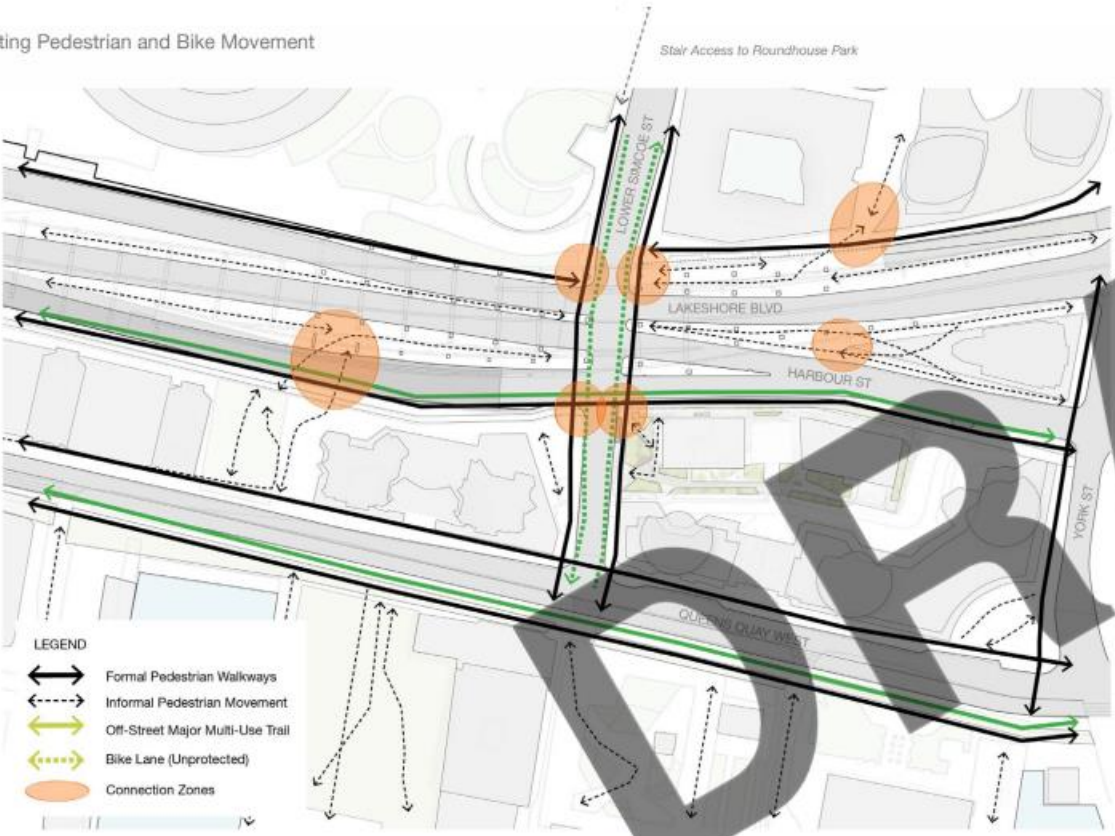 ting Pedestrian and Bike Movement
Stair Access to Roundhouse Park
LOWER SIMCOE ST
LAKESHORE BLVD
HARBOUR ST
YORK ST
QUEENS QUAY WEST
LEGEND
Formal Pedestrian Walkways
Informal Pedestrian Movement
Off-Street Major Multi-Use Trail
Bike Lane (Unprotected)
Connection Zones
DR